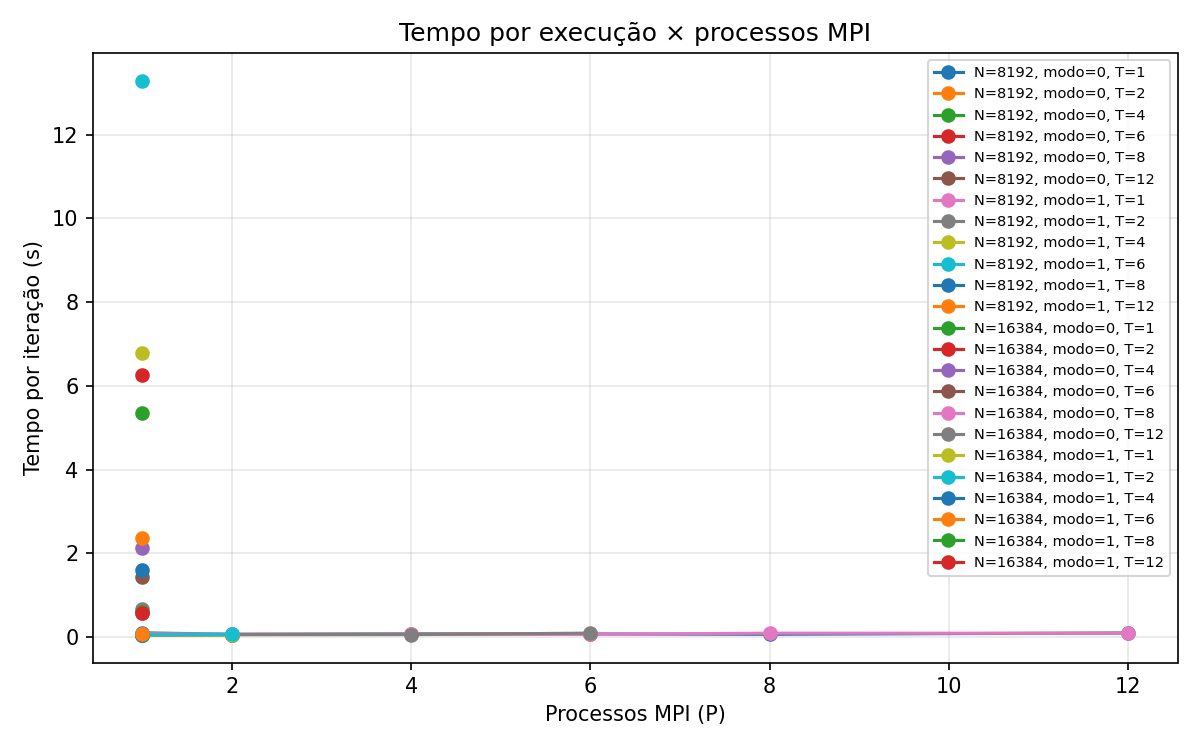 Tempo por execução × processos MPI
Tempo por iteração (s)
12
10
8
6
4
2
0
N=8192, modo=0, T=1
N=8192, modo=0, T=2
N=8192, modo=0, T=4
N=8192, modo=0, T=6
N=8192, modo=0, T=8
N=8192, modo=0, T=12
N=8192, modo=1, T=1
N=8192, modo=1, T=2
N=8192, modo=1, T=4
N=8192, modo=1, T=6
N=8192, modo=1, T=8
N=8192, modo=1, T=12
N=16384, modo=0, T=1
N=16384, modo=0, T=2
N=16384, modo=0, T=4
N=16384, modo=0, T=6
N=16384, modo=0, T=8
N=16384, modo=0, T=12
N=16384, modo=1, T=1
N=16384, modo=1, T=2
N=16384, modo=1, T=4
N=16384, modo=1, T=6
N=16384, modo=1, T=8
N=16384, modo=1, T=12
2 4 6 8 10 12
Processos MPI (P)